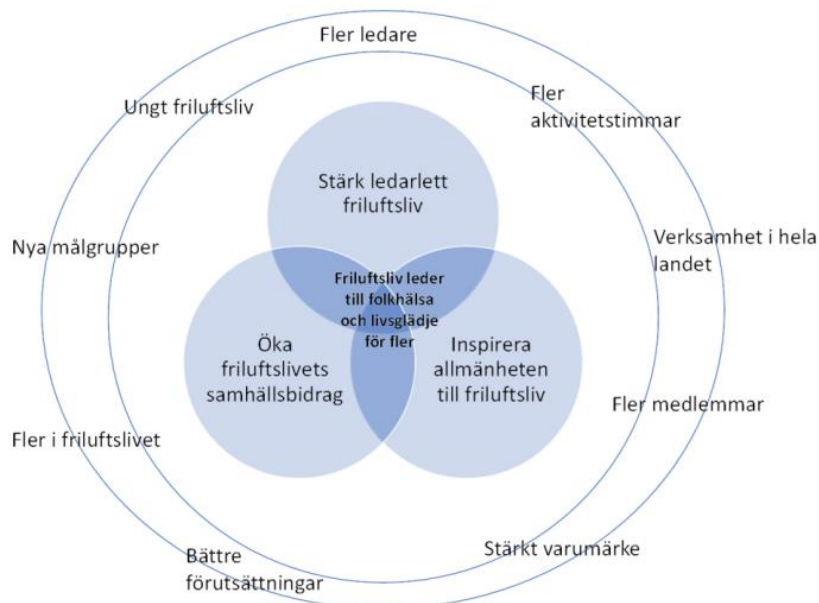 Fler ledare
Ungt friluftsliv
Fler
aktivitetstimmar
Stärk ledarlett
friluftsliv
Nya målgrupper
Verksamhet i hela
landet
Friluftsliv leder
till folkhälsa
och livsglädje
för fler
Öka
friluftslivets
samhällsbidrag
Inspirera
allmänheten
till friluftsliv
Fler medlemmar
Fler i friluftslivet
Bättre
förutsättningar
Stärkt varumärke